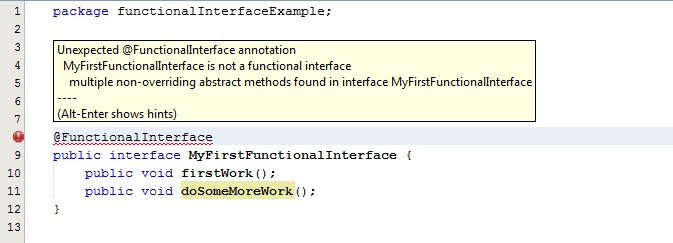 1 package functionalInterfaceExample;
2
3 Unexpected @FunctionalInterface annotation
4 MyFirstFunctionalInterface is not a functional interface
5 multiple non-overriding abstract methods found in interface MyFirstFunctionalInterface
6 ----
7 (Alt-Enter shows hints)
@FunctionalInterface
9 public interface MyFirstFunctionalInterface {
10 public void firstWork();
11 public void doSomeMoreWork();
12 }
13